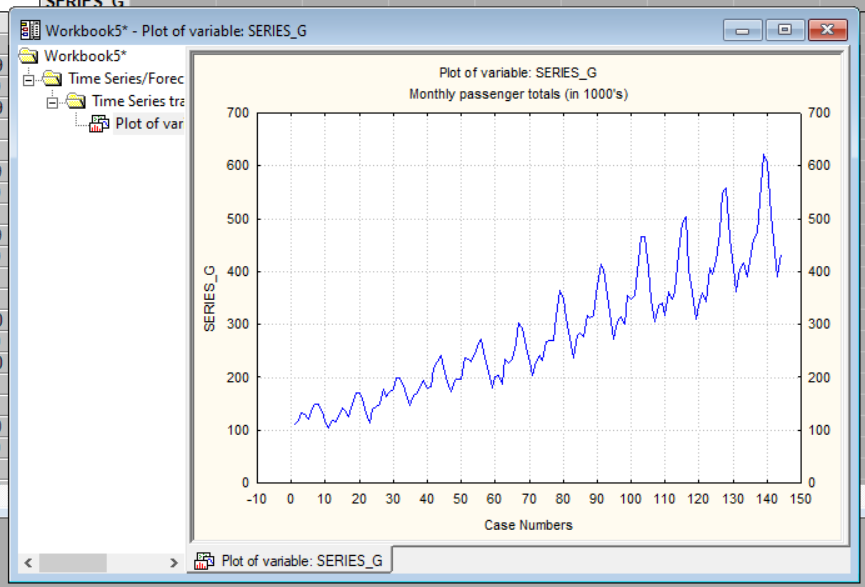 SERIES_G
Workbook5* - Plot of variable: SERIES_G
Workbook5*
Time Series/Forec
Time Series tra
Plot of var
Plot of variable: SERIES_G
Monthly passenger totals (in 1000's)
700 700
600 600
500 500
400 400
300 300
200 200
100 100
0 0
SERIES_G
-10 0 10 20 30 40 50 60 70 80 90 100 110 120 130 140 150
Case Numbers
Plot of variable: SERIES_G